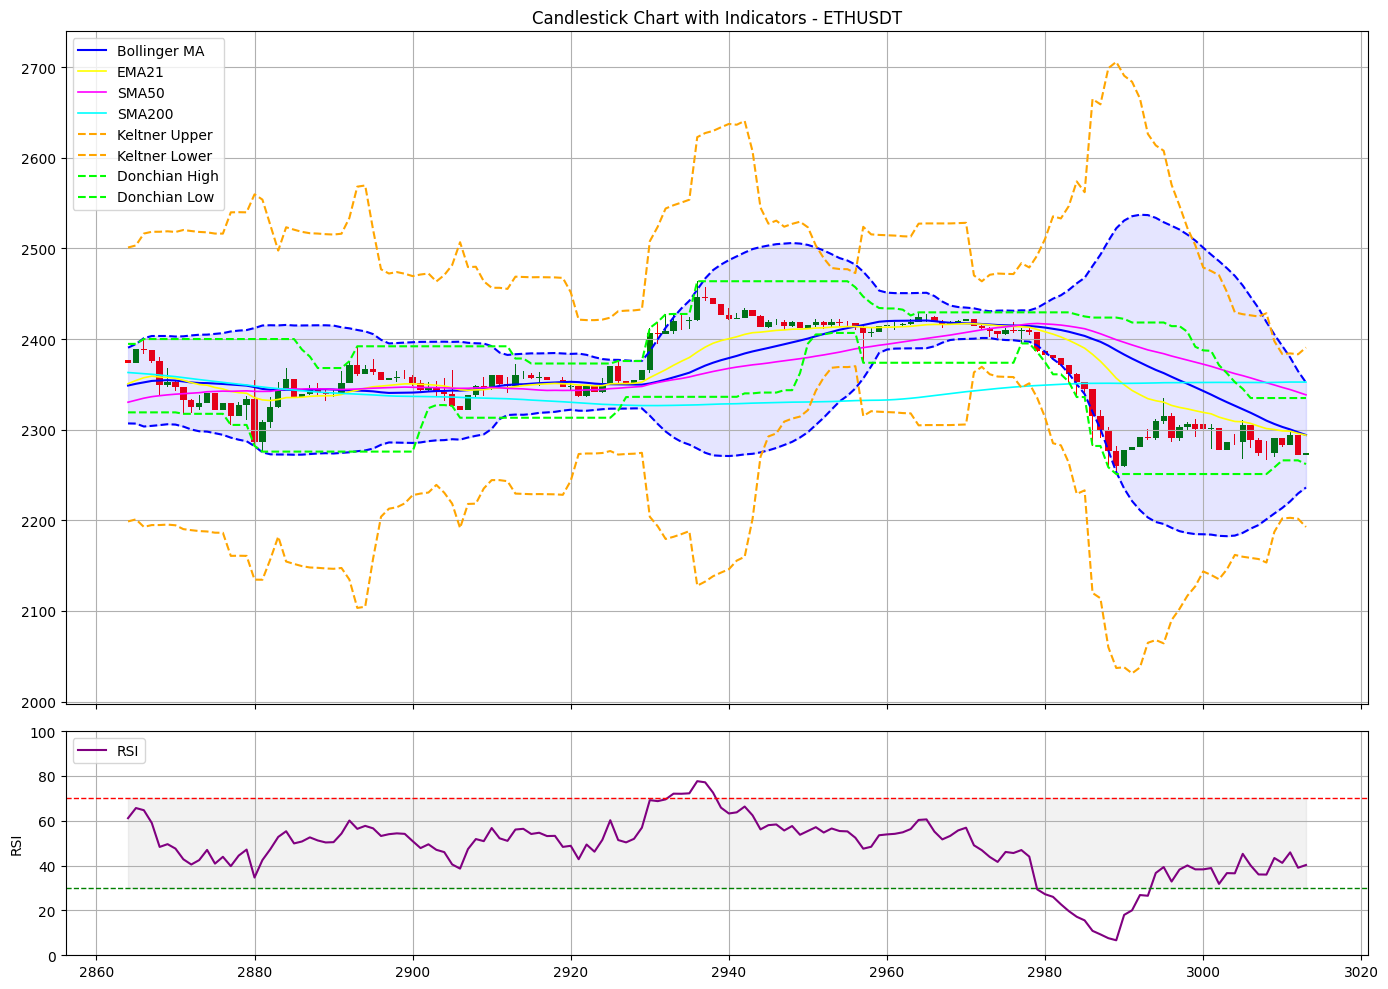 Candlestick Chart with Indicators - ETHUSDT
Bollinger MA
EMA21
SMA50
SMA200
Keltner Upper
Keltner Lower
Donchian High
Donchian Low
2700
2600
2500
2400
2300
2200
2100
2000
RSI
100
80
60
40
20
0
RSI
2860
2880
2900
2920
2940
2960
2980
3000
3020